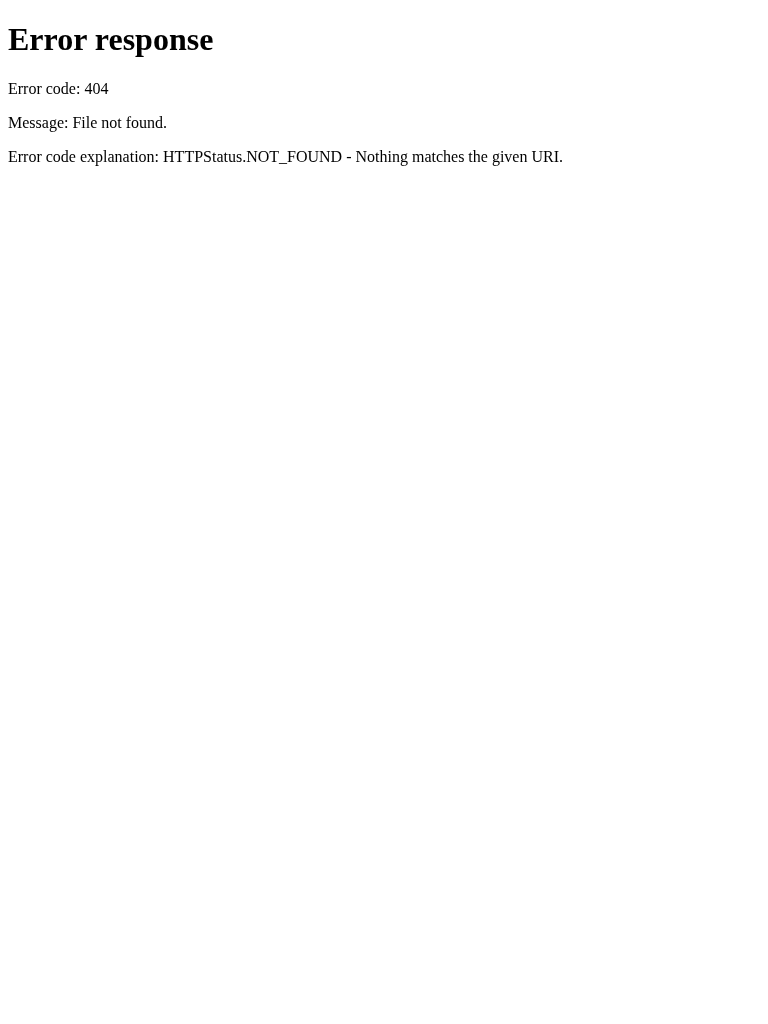 Error response
Error code: 404
Message: File not found.
Error code explanation: HTTPStatus.NOT_FOUND - Nothing matches the given URI.